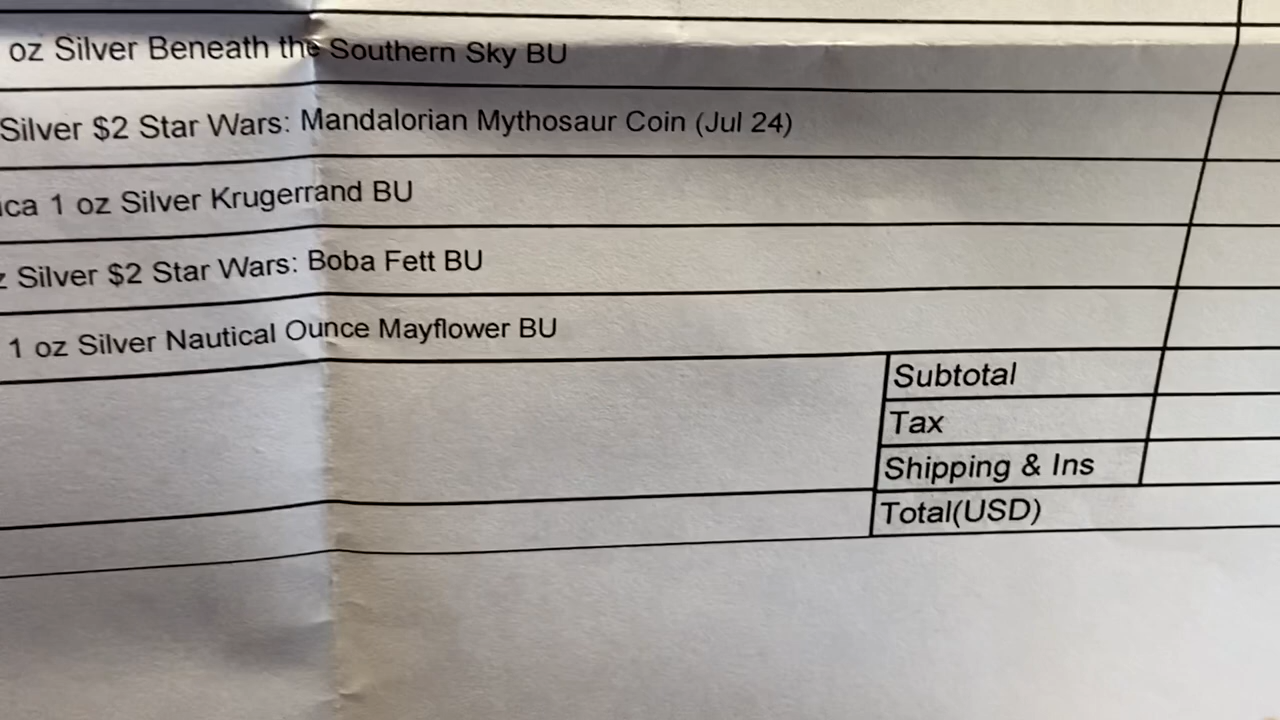 oz Silver Beneath the Southern Sky BU
Silver $2 Star Wars: Mandalorian Mythosaur Coin (Jul 24)
ica 1 oz Silver Krugerrand BU
z Silver $2 Star Wars: Boba Fett BU
1 oz Silver Nautical Ounce Mayflower BU
Subtotal
Tax
Shipping & Ins
Total(USD)